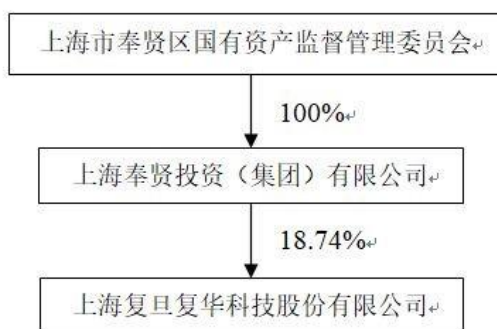 上海市奉贤区国有资产监督管理委员会
100%
上海奉贤投资（集团）有限公司
18.74%
上海复旦复华科技股份有限公司